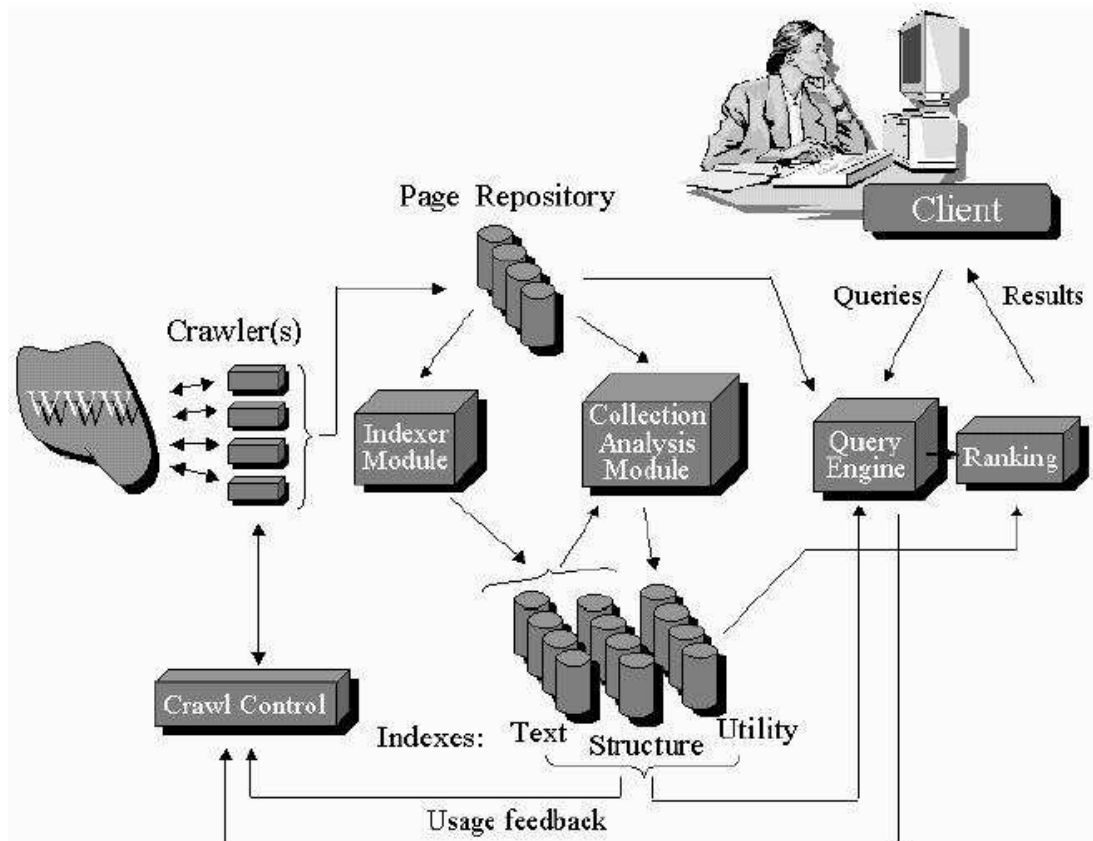 Client
Page Repository
Queries
Results
Crawler(s)
WWW
Indexer
Module
Collection
Analysis
Module
Query
Engine
Ranking
Crawl Control
Indexes:
Text
Structure
Utility
Usage feedback